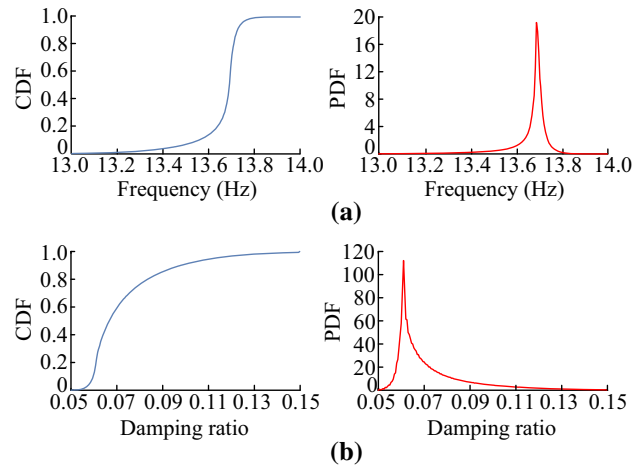 CDF
1.0
0.8
0.6
0.4
0.2
0
13.0 13.2 13.4 13.6 13.8 14.0
Frequency (Hz)
PDF
20
16
12
8
4
0
13.0 13.2 13.4 13.6 13.8 14.0
Frequency (Hz)
(a)
CDF
1.0
0.8
0.6
0.4
0.2
0
0.05 0.07 0.09 0.11 0.13 0.15
Damping ratio
PDF
120
100
80
60
40
20
0
0.05 0.07 0.09 0.11 0.13 0.15
Damping ratio
(b)